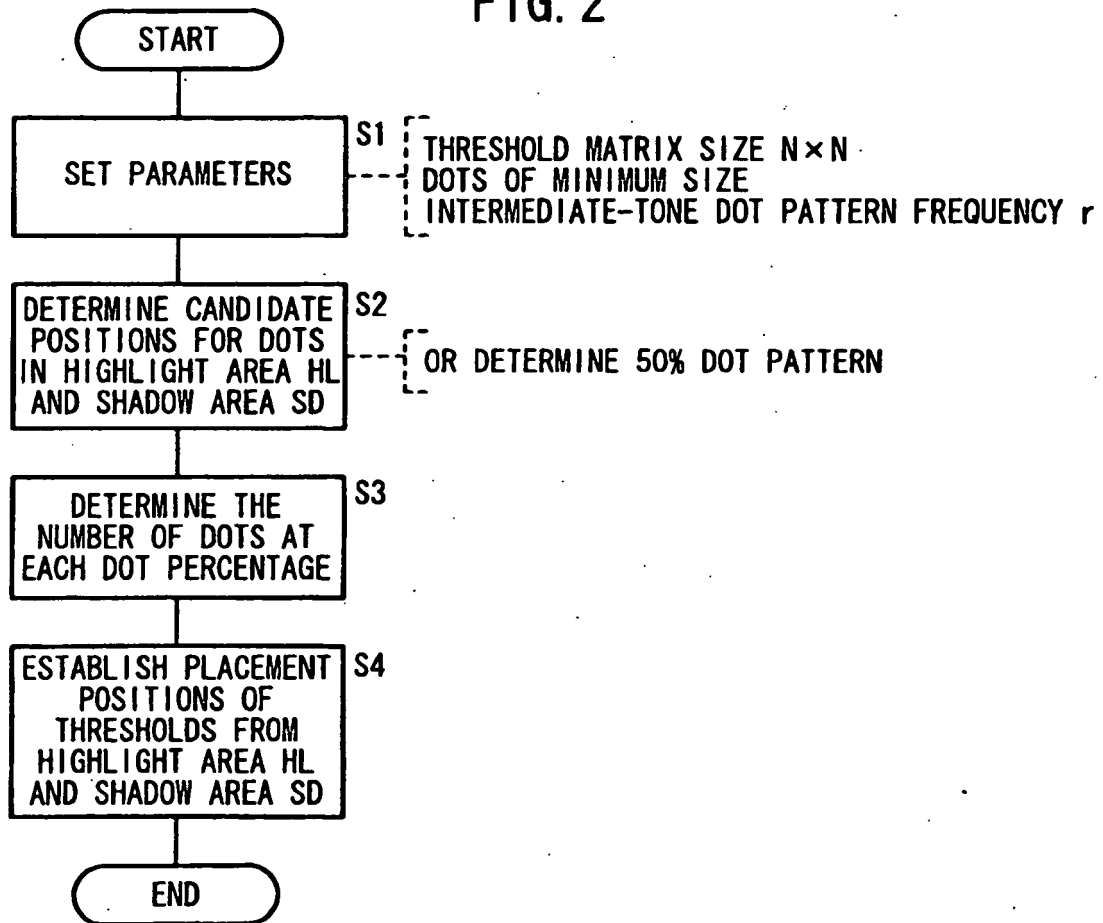 FIG. 2
START
SET PARAMETERS
S1
THRESHOLD MATRIX SIZE N×N
DOTS OF MINIMUM SIZE
INTERMEDIATE-TONE DOT PATTERN FREQUENCY r
DETERMINE CANDIDATE
POSITIONS FOR DOTS
IN HIGHLIGHT AREA HL
AND SHADOW AREA SD
S2
OR DETERMINE 50% DOT PATTERN
DETERMINE THE
NUMBER OF DOTS AT
EACH DOT PERCENTAGE
S3
ESTABLISH PLACEMENT
POSITIONS OF
THRESHOLDS FROM
HIGHLIGHT AREA HL
AND SHADOW AREA SD
S4
END